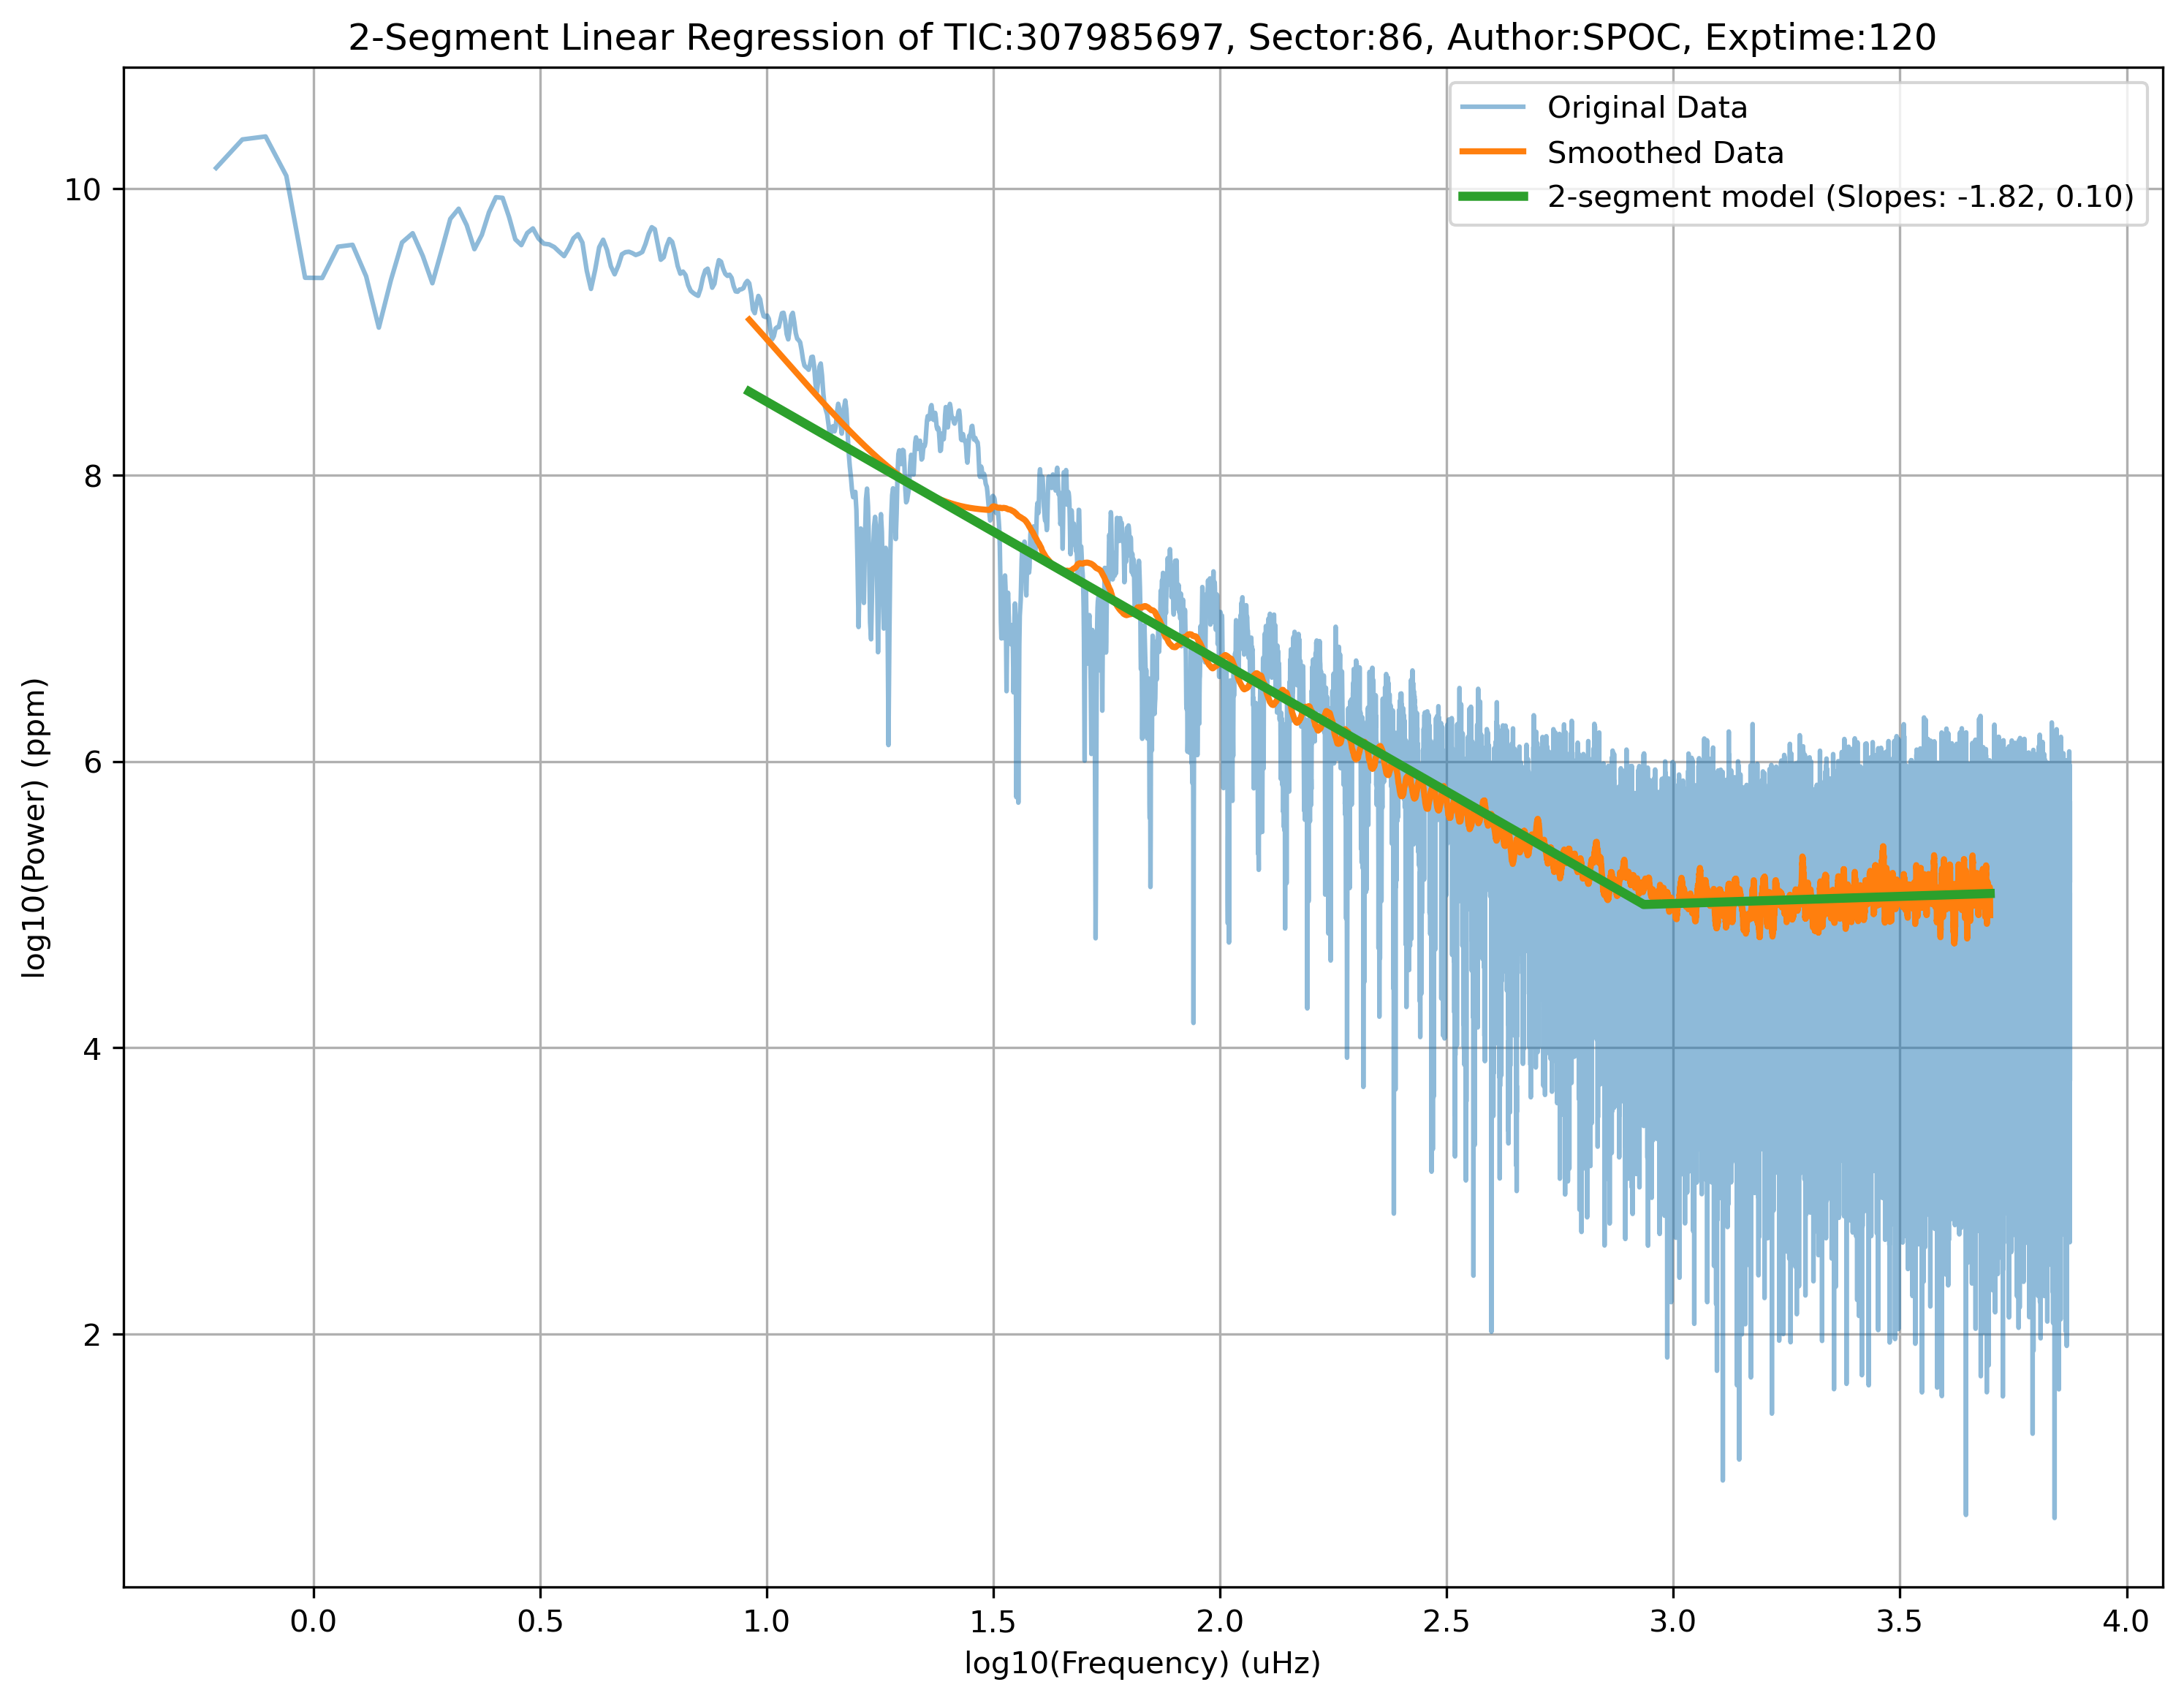 2-Segment Linear Regression of TIC:307985697, Sector:86, Author:SPOC, Exptime:120
Original Data
Smoothed Data
2-segment model (Slopes: -1.82, 0.10)
10
8
6
4
2
log10(Power) (ppm)
0.0 0.5 1.0 1.5 2.0 2.5 3.0 3.5 4.0
log10(Frequency) (uHz)